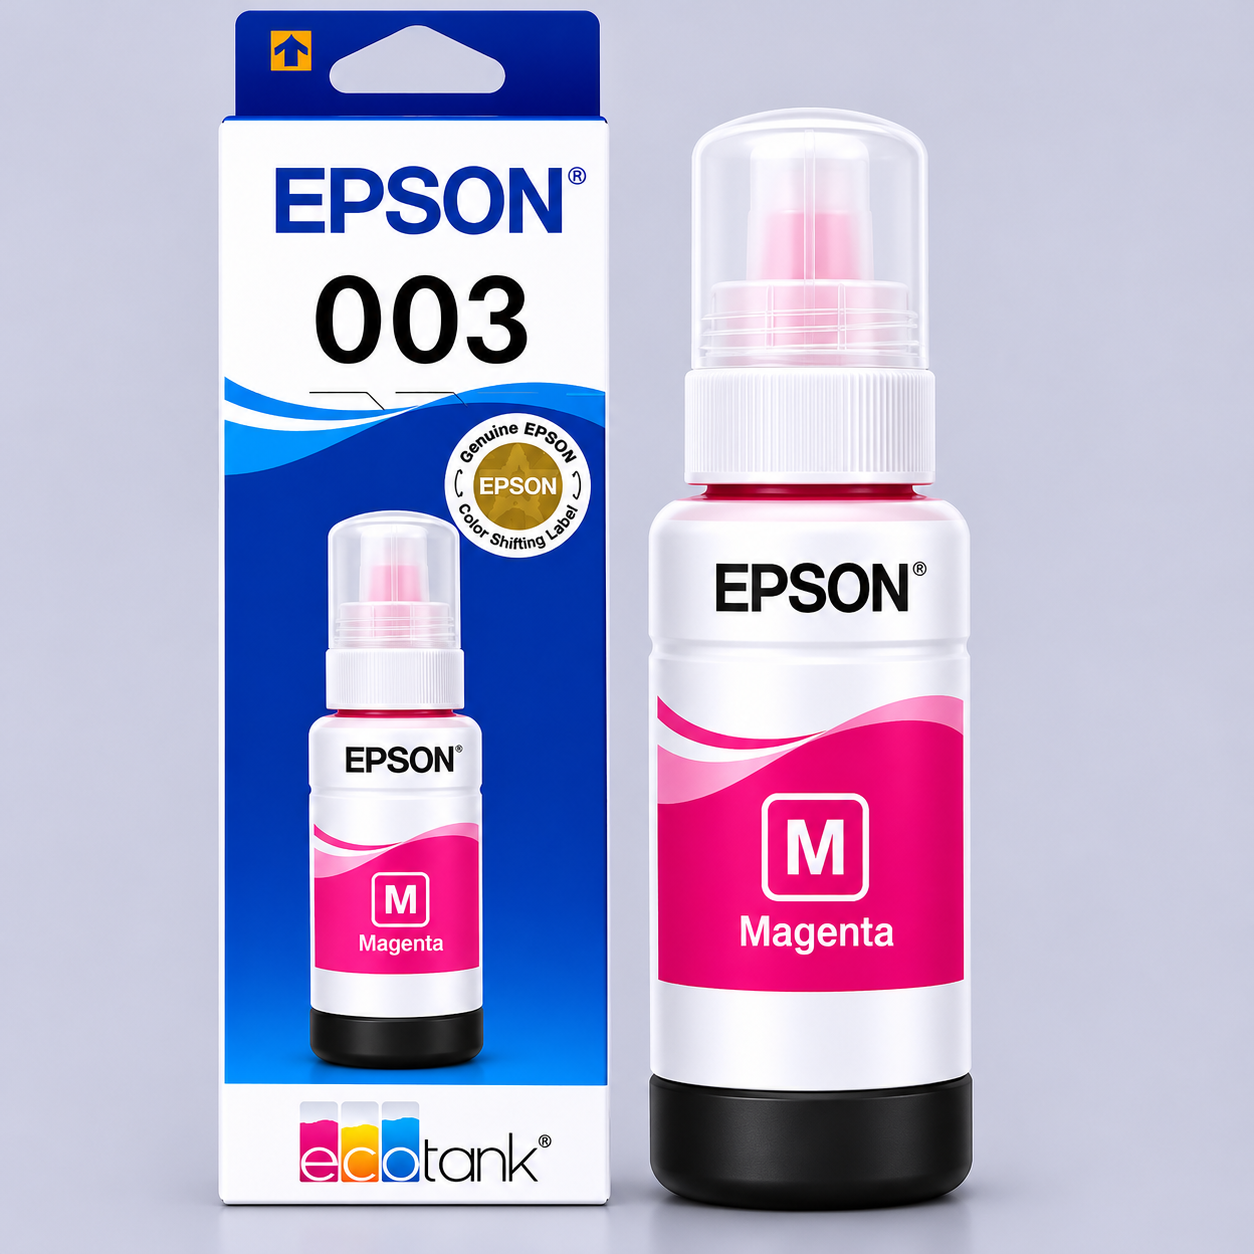 EPSON®
003
Genuine EPSON
EPSON
Color Shifting Label
EPSON®
M
Magenta
ecotank®
EPSON®
M
Magenta